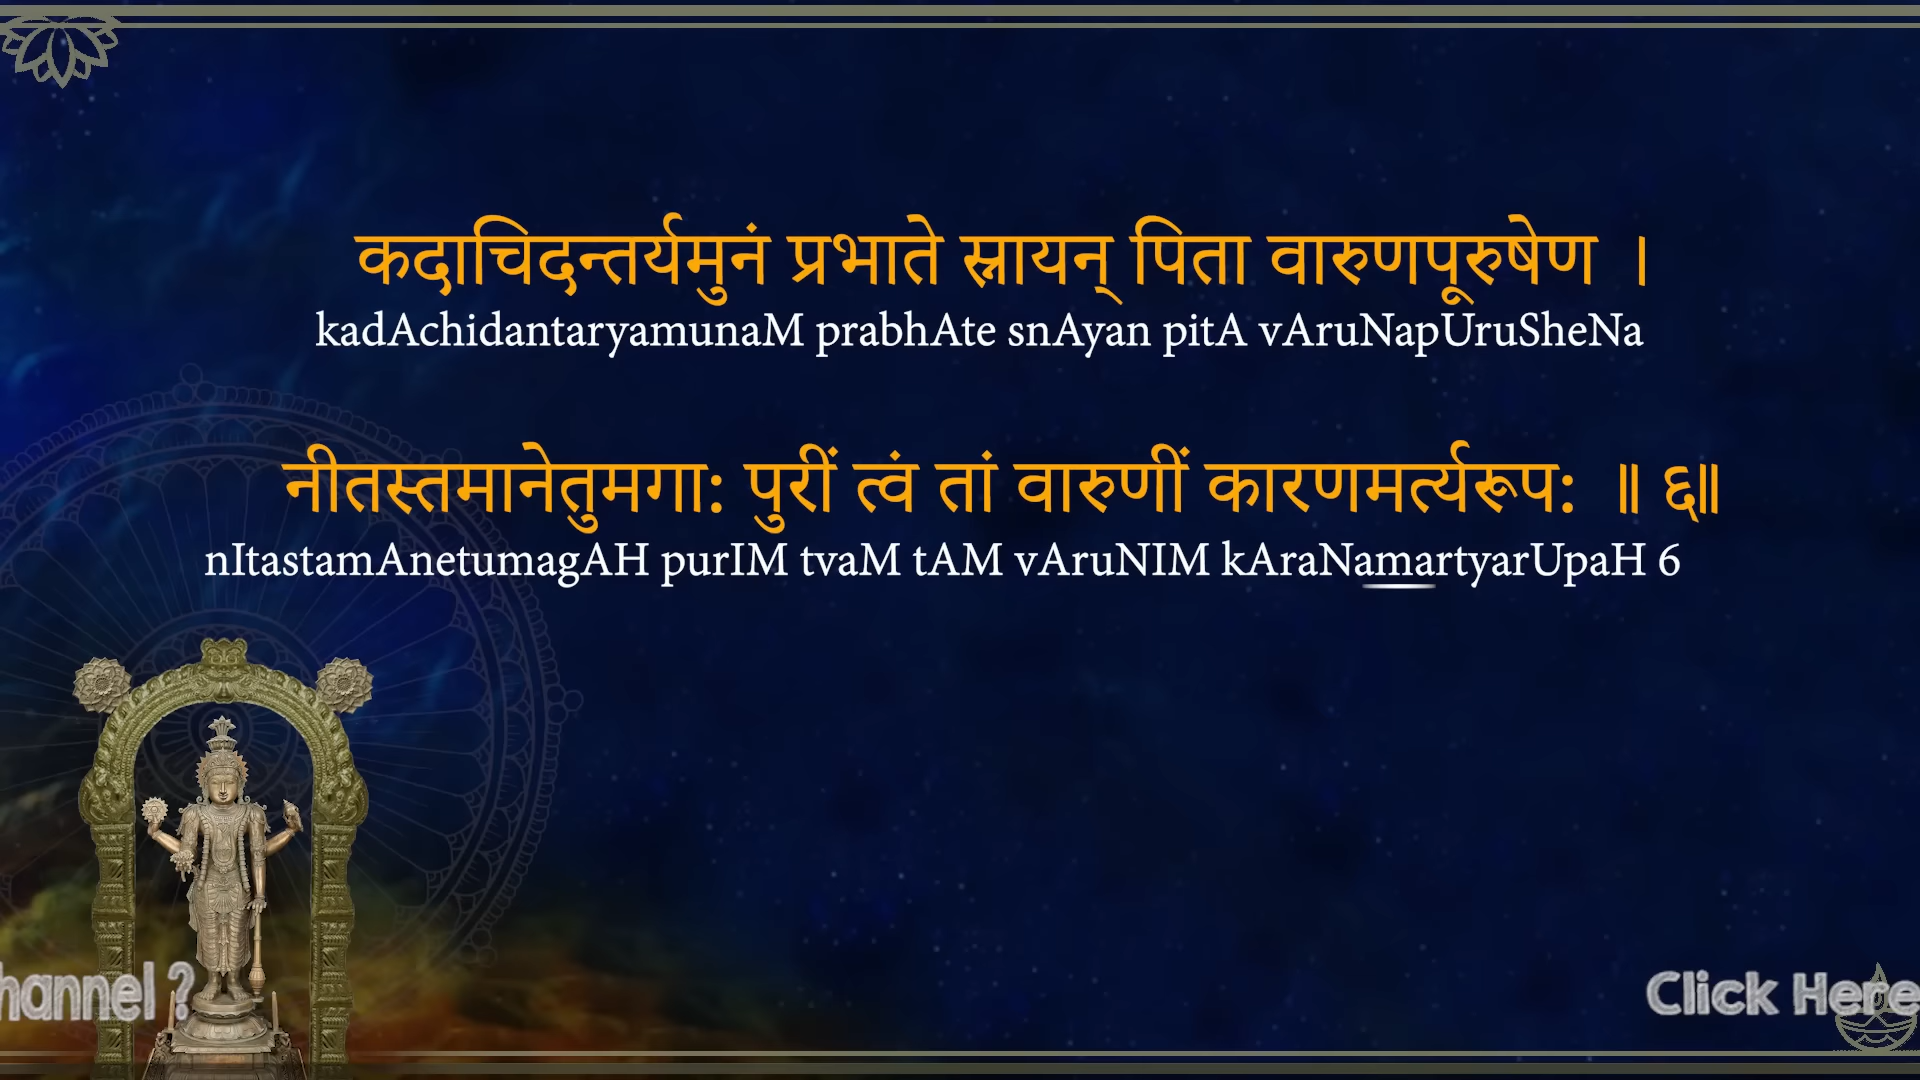 कदाचिदन्तर्यमुनं प्रभाते स्नायन् पिता वारुणपूरुषेण ।
kadAchidantaryamunaM prabhAte snAyan pitA vAruNapUruSheNa
नीतस्तमानेतुमगा: पुरीं त्वं तां वारुणीं कारणमर्त्यरूप: ॥ ६॥
nItastamAnetumagAH purIM tvaM tAM vAruNIM kAraNamartyarUpaH 6
hannel ?
Click Here